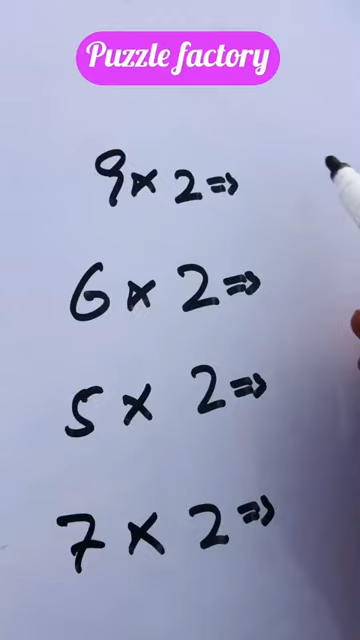 Puzzle factory
9 × 2 ⇒
6 × 2 ⇒
5 × 2 ⇒
7 × 2 ⇒